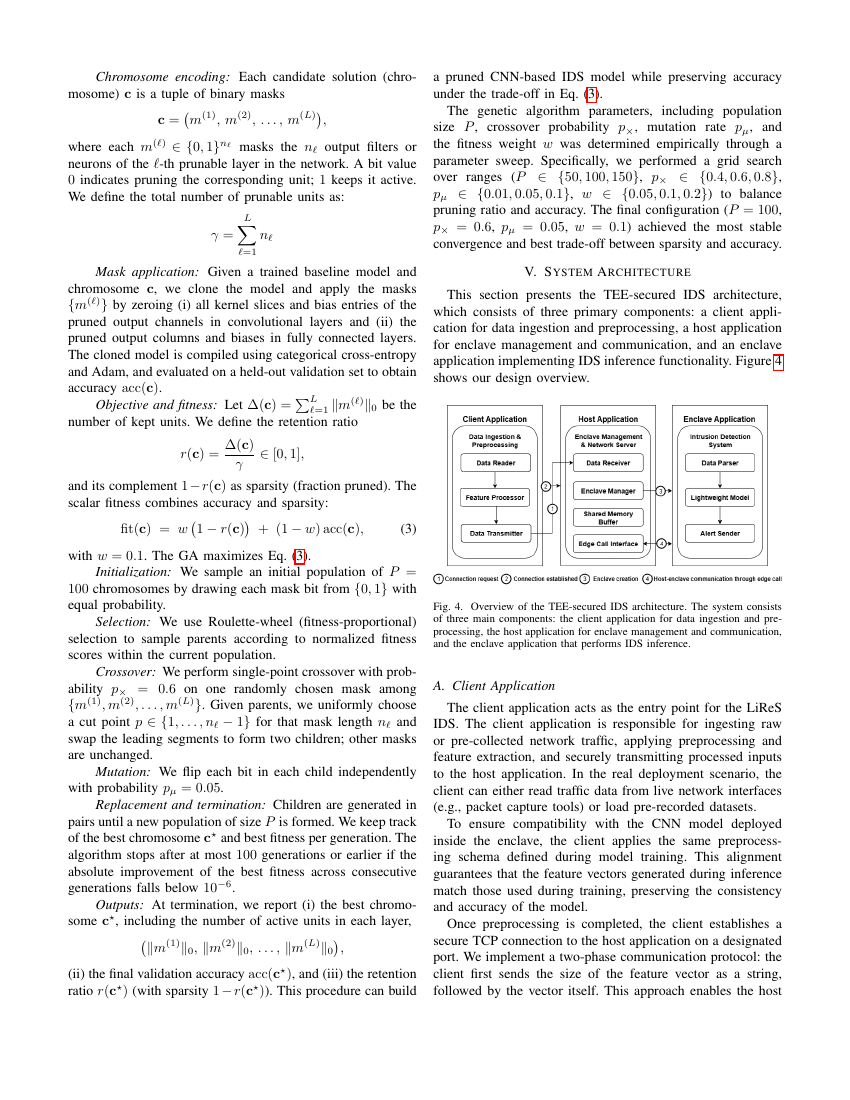 Chromosome encoding: Each candidate solution (chro-
mosome) c is a tuple of binary masks
c = (m^(1), m^(2), . . . , m^(L)),
where each m^(ℓ) ∈ {0, 1}^{n_ℓ} masks the n_ℓ output filters or
neurons of the ℓ-th prunable layer in the network. A bit value
0 indicates pruning the corresponding unit; 1 keeps it active.
We define the total number of prunable units as:
γ = ∑_{ℓ=1}^{L} n_ℓ
Mask application: Given a trained baseline model and
chromosome c, we clone the model and apply the masks
{m^(ℓ)} by zeroing (i) all kernel slices and bias entries of the
pruned output channels in convolutional layers and (ii) the
pruned output columns and biases in fully connected layers.
The cloned model is compiled using categorical cross-entropy
and Adam, and evaluated on a held-out validation set to obtain
accuracy acc(c).
Objective and fitness: Let Δ(c) = ∑_{ℓ=1}^{L} ‖m^(ℓ)‖_0 be the
number of kept units. We define the retention ratio
r(c) = Δ(c)/γ ∈ [0, 1],
and its complement 1−r(c) as sparsity (fraction pruned). The
scalar fitness combines accuracy and sparsity:
fit(c) = w (1 − r(c)) + (1 − w) acc(c), (3)
with w = 0.1. The GA maximizes Eq. (3).
Initialization: We sample an initial population of P =
100 chromosomes by drawing each mask bit from {0, 1} with
equal probability.
Selection: We use Roulette-wheel (fitness-proportional)
selection to sample parents according to normalized fitness
scores within the current population.
Crossover: We perform single-point crossover with prob-
ability p_× = 0.6 on one randomly chosen mask among
{m^(1), m^(2), . . . , m^(L)}. Given parents, we uniformly choose
a cut point p ∈ {1, . . . , n_ℓ − 1} for that mask length n_ℓ and
swap the leading segments to form two children; other masks
are unchanged.
Mutation: We flip each bit in each child independently
with probability p_μ = 0.05.
Replacement and termination: Children are generated in
pairs until a new population of size P is formed. We keep track
of the best chromosome c⋆ and best fitness per generation. The
algorithm stops after at most 100 generations or earlier if the
absolute improvement of the best fitness across consecutive
generations falls below 10^−6.
Outputs: At termination, we report (i) the best chromo-
some c⋆, including the number of active units in each layer,
(‖m^(1)‖_0, ‖m^(2)‖_0, . . . , ‖m^(L)‖_0),
(ii) the final validation accuracy acc(c⋆), and (iii) the retention
ratio r(c⋆) (with sparsity 1−r(c⋆)). This procedure can build
a pruned CNN-based IDS model while preserving accuracy
under the trade-off in Eq. (3).
The genetic algorithm parameters, including population
size P, crossover probability p_×, mutation rate p_μ, and
the fitness weight w was determined empirically through a
parameter sweep. Specifically, we performed a grid search
over ranges (P ∈ {50, 100, 150}, p_× ∈ {0.4, 0.6, 0.8},
p_μ ∈ {0.01, 0.05, 0.1}, w ∈ {0.05, 0.1, 0.2}) to balance
pruning ratio and accuracy. The final configuration (P = 100,
p_× = 0.6, p_μ = 0.05, w = 0.1) achieved the most stable
convergence and best trade-off between sparsity and accuracy.
V. SYSTEM ARCHITECTURE
This section presents the TEE-secured IDS architecture,
which consists of three primary components: a client appli-
cation for data ingestion and preprocessing, a host application
for enclave management and communication, and an enclave
application implementing IDS inference functionality. Figure 4
shows our design overview.
Client Application
Data Ingestion &
Preprocessing
Data Reader
Feature Processor
Data Transmitter
2
1
Host Application
Enclave Management
& Network Server
Data Receiver
Enclave Manager
Shared Memory
Buffer
Edge Call Interface
3
4
Enclave Application
Intrusion Detection
System
Data Parser
Lightweight Model
Alert Sender
1 Connection request 2 Connection established 3 Enclave creation 4 Host-enclave communication through edge call
Fig. 4. Overview of the TEE-secured IDS architecture. The system consists
of three main components: the client application for data ingestion and pre-
processing, the host application for enclave management and communication,
and the enclave application that performs IDS inference.
A. Client Application
The client application acts as the entry point for the LiReS
IDS. The client application is responsible for ingesting raw
or pre-collected network traffic, applying preprocessing and
feature extraction, and securely transmitting processed inputs
to the host application. In the real deployment scenario, the
client can either read traffic data from live network interfaces
(e.g., packet capture tools) or load pre-recorded datasets.
To ensure compatibility with the CNN model deployed
inside the enclave, the client applies the same preprocess-
ing schema defined during model training. This alignment
guarantees that the feature vectors generated during inference
match those used during training, preserving the consistency
and accuracy of the model.
Once preprocessing is completed, the client establishes a
secure TCP connection to the host application on a designated
port. We implement a two-phase communication protocol: the
client first sends the size of the feature vector as a string,
followed by the vector itself. This approach enables the host